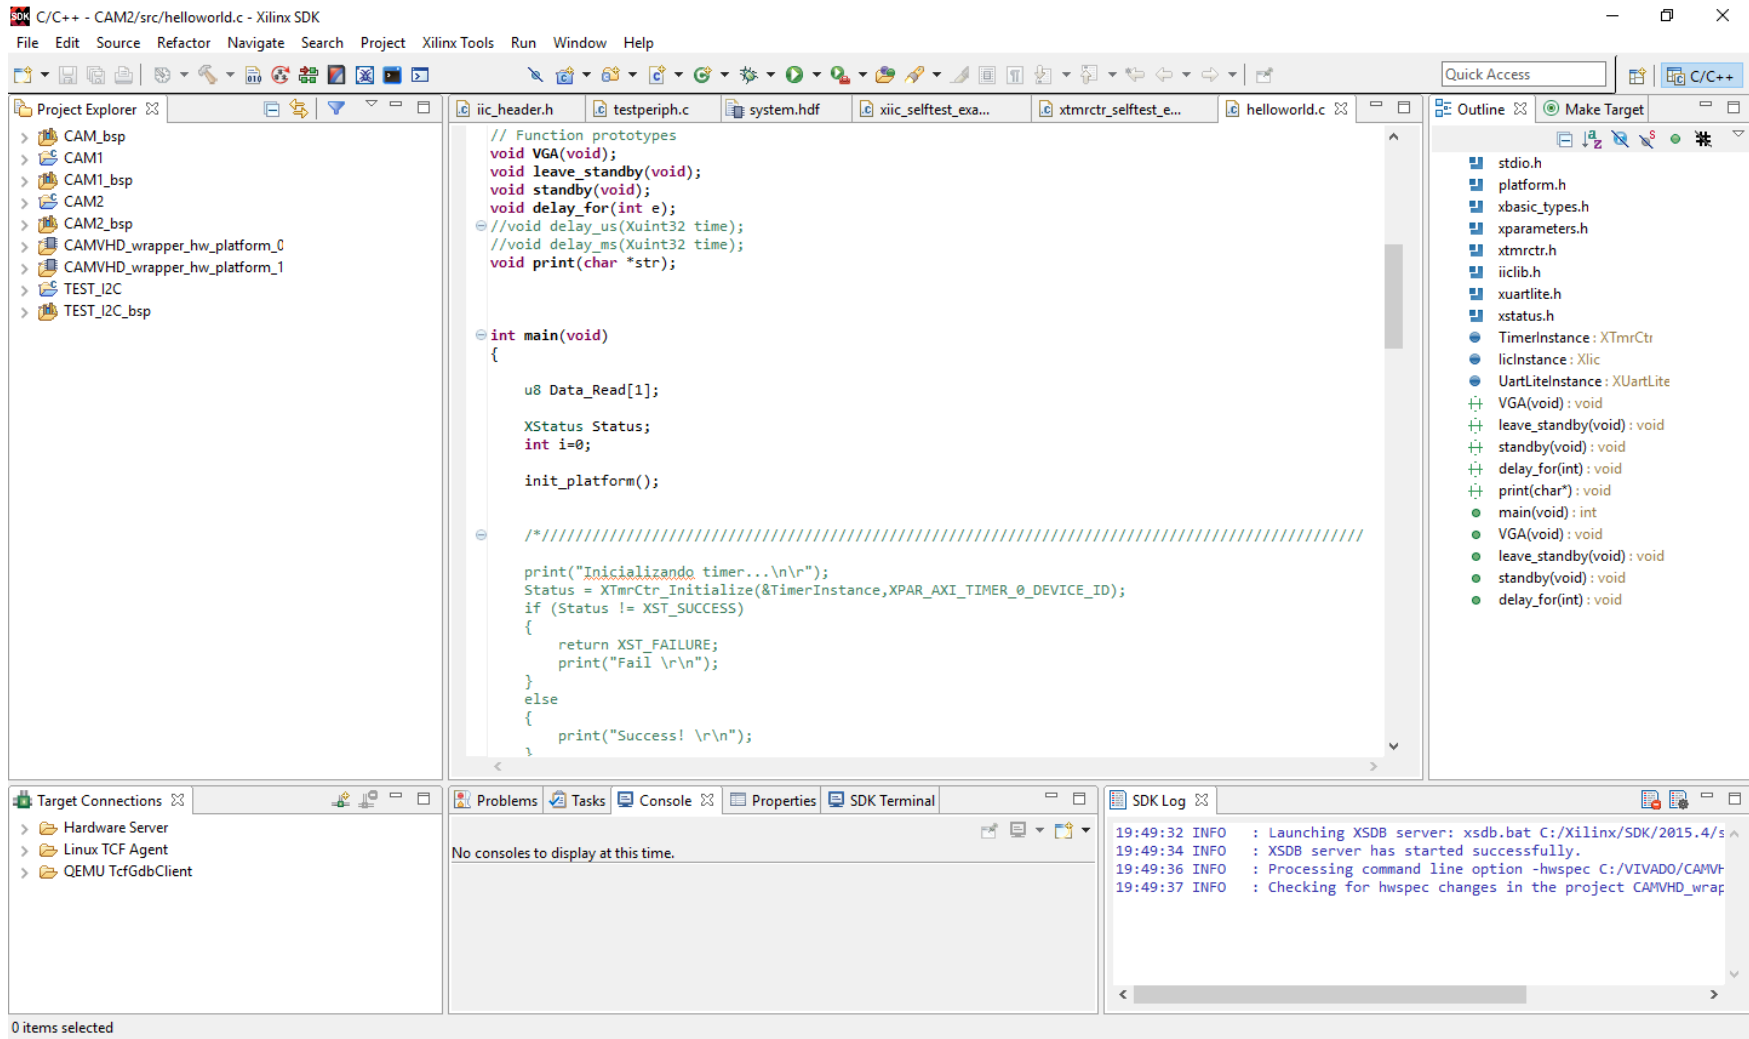 C/C++ - CAM2/src/helloworld.c - Xilinx SDK
File Edit Source Refactor Navigate Search Project Xilinx Tools Run Window Help
Quick Access
C/C++
Project Explorer
CAM_bsp
CAM1
CAM1_bsp
CAM2
CAM2_bsp
CAMVHD_wrapper_hw_platform_0
CAMVHD_wrapper_hw_platform_1
TEST_I2C
TEST_I2C_bsp
iic_header.h testperiph.c system.hdf xiic_selftest_exa... xtmrctr_selftest_e... helloworld.c
// Function prototypes
void VGA(void);
void leave_standby(void);
void standby(void);
void delay_for(int e);
//void delay_us(Xuint32 time);
//void delay_ms(Xuint32 time);
void print(char *str);
int main(void)
{
u8 Data_Read[1];
XStatus Status;
int i=0;
init_platform();
/*/////////////////////////////////////////////////////////////////////////////////////////////////
print("Inicializando timer...\n\r");
Status = XTmrCtr_Initialize(&TimerInstance,XPAR_AXI_TIMER_0_DEVICE_ID);
if (Status != XST_SUCCESS)
{
return XST_FAILURE;
print("Fail \r\n");
}
else
{
print("Success! \r\n");
}
Outline Make Target
stdio.h
platform.h
xbasic_types.h
xparameters.h
xtmrctr.h
iiclib.h
xuartlite.h
xstatus.h
TimerInstance : XTmrCtr
IicInstance : XIic
UartLiteInstance : XUartLite
VGA(void) : void
leave_standby(void) : void
standby(void) : void
delay_for(int) : void
print(char*) : void
main(void) : int
VGA(void) : void
leave_standby(void) : void
standby(void) : void
delay_for(int) : void
Target Connections
Hardware Server
Linux TCF Agent
QEMU TcfGdbClient
Problems Tasks Console Properties SDK Terminal
No consoles to display at this time.
SDK Log
19:49:32 INFO : Launching XSDB server: xsdb.bat C:/Xilinx/SDK/2015.4/s
19:49:34 INFO : XSDB server has started successfully.
19:49:36 INFO : Processing command line option -hwspec C:/VIVADO/CAMVH
19:49:37 INFO : Checking for hwspec changes in the project CAMVHD_wrap
0 items selected